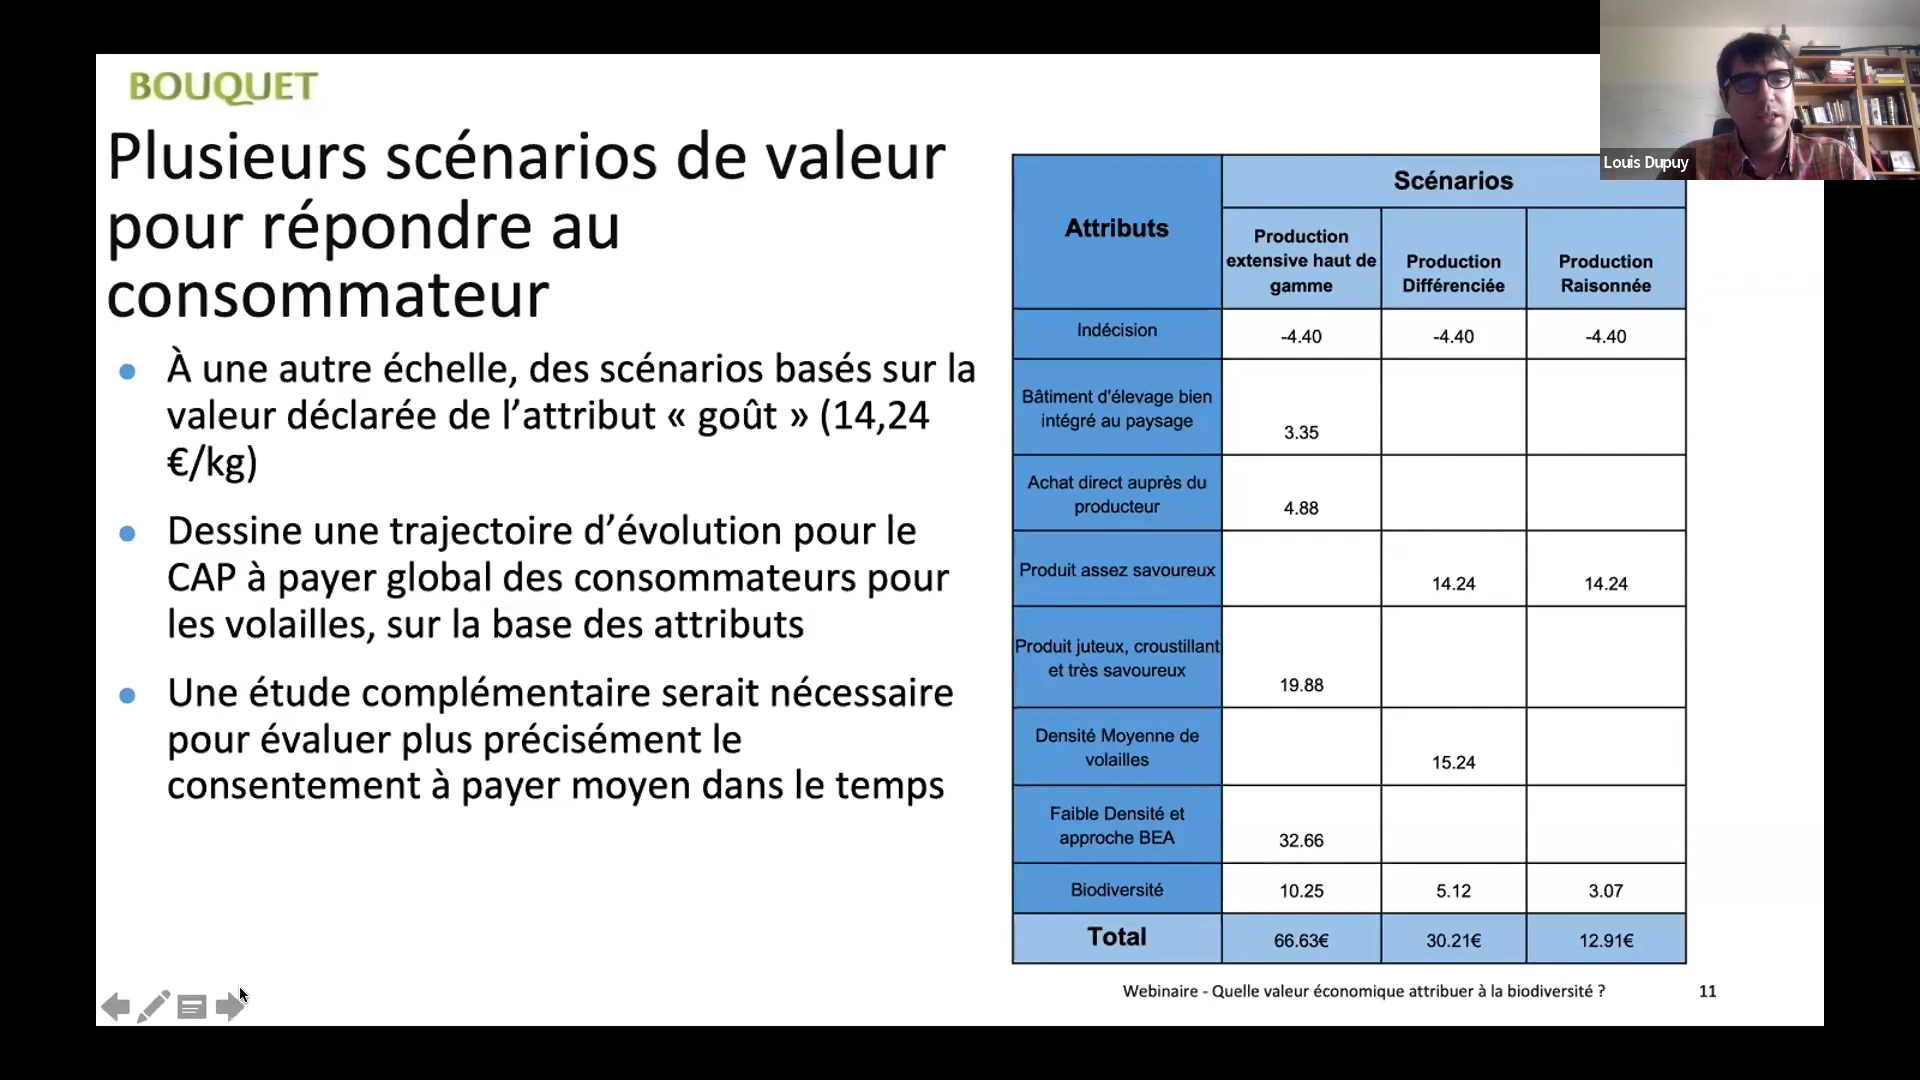 BOUQUET
Plusieurs scénarios de valeur
pour répondre au
consommateur
À une autre échelle, des scénarios basés sur la
valeur déclarée de l’attribut « goût » (14,24
€/kg)
Dessine une trajectoire d’évolution pour le
CAP à payer global des consommateurs pour
les volailles, sur la base des attributs
Une étude complémentaire serait nécessaire
pour évaluer plus précisément le
consentement à payer moyen dans le temps
Louis Dupuy
Attributs
Scénarios
Production
extensive haut de
gamme
Production
Différenciée
Production
Raisonnée
Indécision
-4.40
-4.40
-4.40
Bâtiment d'élevage bien
intégré au paysage
3.35
Achat direct auprès du
producteur
4.88
Produit assez savoureux
14.24
14.24
Produit juteux, croustillant
et très savoureux
19.88
Densité Moyenne de
volailles
15.24
Faible Densité et
approche BEA
32.66
Biodiversité
10.25
5.12
3.07
Total
66.63€
30.21€
12.91€
Webinaire - Quelle valeur économique attribuer à la biodiversité ?
11